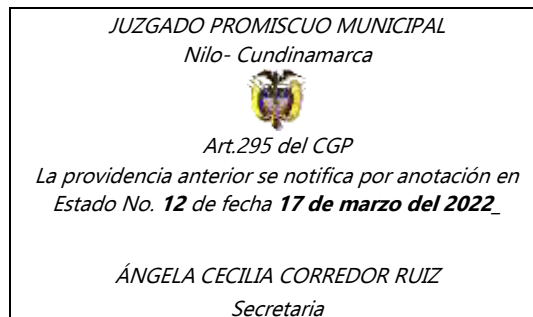 JUZGADO PROMISCUO MUNICIPAL
Nilo- Cundinamarca
Art.295 del CGP
La providencia anterior se notifica por anotación en
Estado No. 12 de fecha 17 de marzo del 2022_
ÁNGELA CECILIA CORREDOR RUIZ
Secretaria